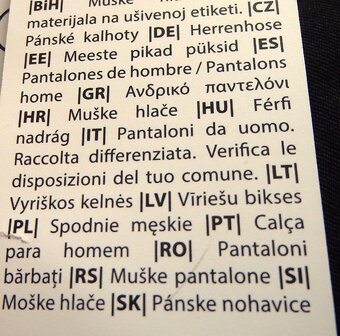 |BiH| Muške
materijala na ušivenoj etiketi. |CZ|
Pánské kalhoty |DE| Herrenhose
|EE| Meeste pikad püksid |ES|
Pantalones de hombre / Pantalons
home |GR| Ανδρικό παντελόνι
|HR| Muške hlače |HU| Férfi
nadrág |IT| Pantaloni da uomo.
Raccolta differenziata. Verifica le
disposizioni del tuo comune. |LT|
Vyriškos kelnės |LV| Vīriešu bikses
|PL| Spodnie męskie |PT| Calça
para homem |RO| Pantaloni
bărbați |RS| Muške pantalone |SI|
Moške hlače |SK| Pánske nohavice